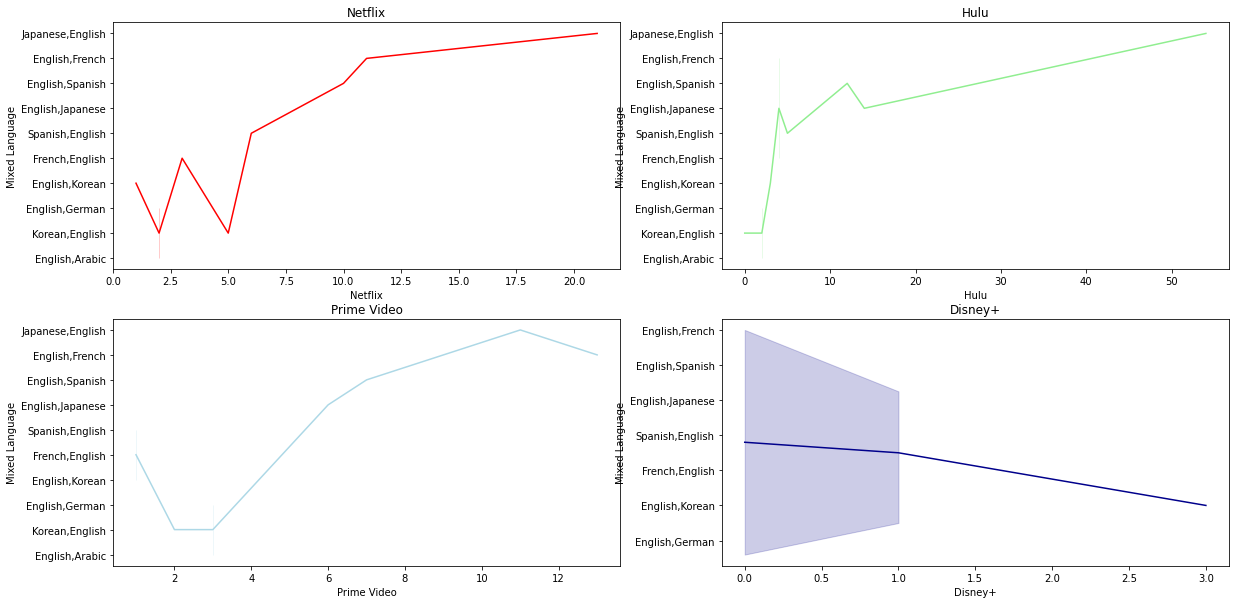 Netflix
Mixed Language
Japanese,English
English,French
English,Spanish
English,Japanese
Spanish,English
French,English
English,Korean
English,German
Korean,English
English,Arabic
0.0 2.5 5.0 7.5 10.0 12.5 15.0 17.5 20.0
Netflix
Hulu
Mixed Language
Japanese,English
English,French
English,Spanish
English,Japanese
Spanish,English
French,English
English,Korean
English,German
Korean,English
English,Arabic
0 10 20 30 40 50
Hulu
Prime Video
Mixed Language
Japanese,English
English,French
English,Spanish
English,Japanese
Spanish,English
French,English
English,Korean
English,German
Korean,English
English,Arabic
2 4 6 8 10 12
Prime Video
Disney+
Mixed Language
English,French
English,Spanish
English,Japanese
Spanish,English
French,English
English,Korean
English,German
0.0 0.5 1.0 1.5 2.0 2.5 3.0
Disney+